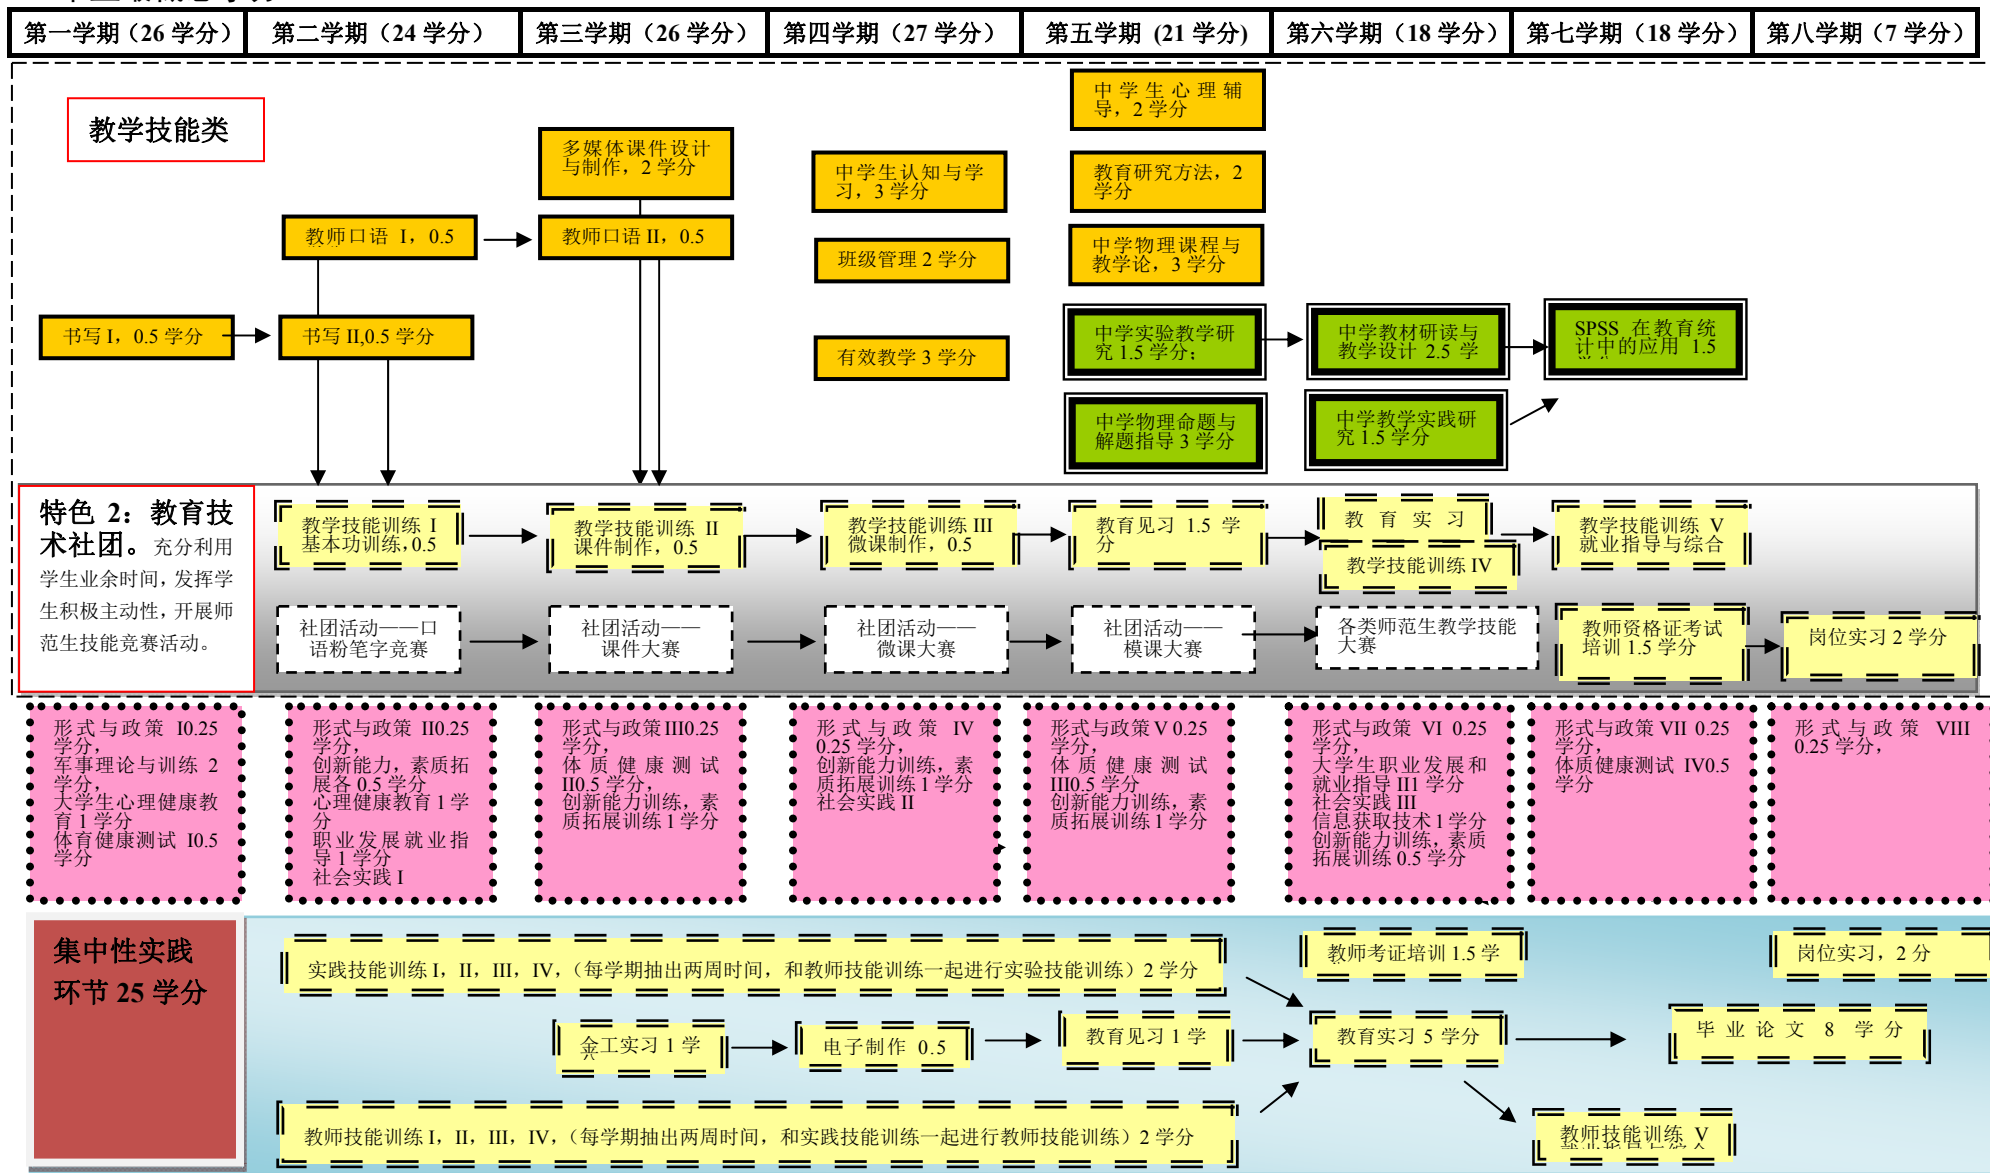 第一学期（26 学分）
第二学期（24 学分）
第三学期（26 学分）
第四学期（27 学分）
第五学期 (21 学分)
第六学期（18 学分）
第七学期（18 学分）
第八学期（7 学分）
教学技能类
中学生心理辅
导，2 学分
多媒体课件设计
与制作，2 学分
中学生认知与学
习，3 学分
教育研究方法，2
学分
教师口语 I，0.5
教师口语 II，0.5
班级管理 2 学分
中学物理课程与
教学论，3 学分
书写 I，0.5 学分
书写 II,0.5 学分
有效教学 3 学分
中学实验教学研
究 1.5 学分；
中学教材研读与
教学设计 2.5 学
SPSS 在教育统
计中的应用 1.5
中学物理命题与
解题指导 3 学分
中学教学实践研
究 1.5 学分
特色 2：教育技
术社团。充分利用
学生业余时间，发挥学
生积极主动性，开展师
范生技能竞赛活动。
教学技能训练 I
基本功训练,0.5
教学技能训练 II
课件制作，0.5
教学技能训练 III
微课制作，0.5
教育见习 1.5 学
分
教育实习
教学技能训练 IV
教学技能训练 V
就业指导与综合
社团活动——口
语粉笔字竞赛
社团活动——
课件大赛
社团活动——
微课大赛
社团活动——
模课大赛
各类师范生教学技能
大赛
教师资格证考试
培训 1.5 学分
岗位实习 2 学分
形式与政策 I0.25
学分，
军事理论与训练 2
学分，
大学生心理健康教
育 1 学分
体育健康测试 I0.5
学分
形式与政策 II0.25
学分，
创新能力，素质拓
展各 0.5 学分
心理健康教育 1 学
分
职业发展就业指
导 1 学分
社会实践 I
形式与政策 III0.25
学分，
体质健康测试
II0.5 学分，
创新能力训练，素
质拓展训练 1 学分
形式与政策 IV
0.25 学分，
创新能力训练，素
质拓展训练 1 学分
社会实践 II
形式与政策 V 0.25
学分，
体质健康测试
III0.5 学分
创新能力训练，素
质拓展训练 1 学分
形式与政策 VI 0.25
学分，
大学生职业发展和
就业指导 II1 学分
社会实践 III
信息获取技术 1 学分
创新能力训练，素质
拓展训练 0.5 学分
形式与政策 VII 0.25
学分，
体质健康测试 IV0.5
学分
形式与政策 VIII
0.25 学分，
集中性实践
环节 25 学分
实践技能训练 I，II，III，IV，（每学期抽出两周时间，和教师技能训练一起进行实验技能训练）2 学分
教师考证培训 1.5 学
岗位实习，2 分
金工实习 1 学
电子制作 0.5
教育见习 1 学
教育实习 5 学分
毕业论文 8 学分
教师技能训练 I，II，III，IV，（每学期抽出两周时间，和实践技能训练一起进行教师技能训练）2 学分
教师技能训练 V